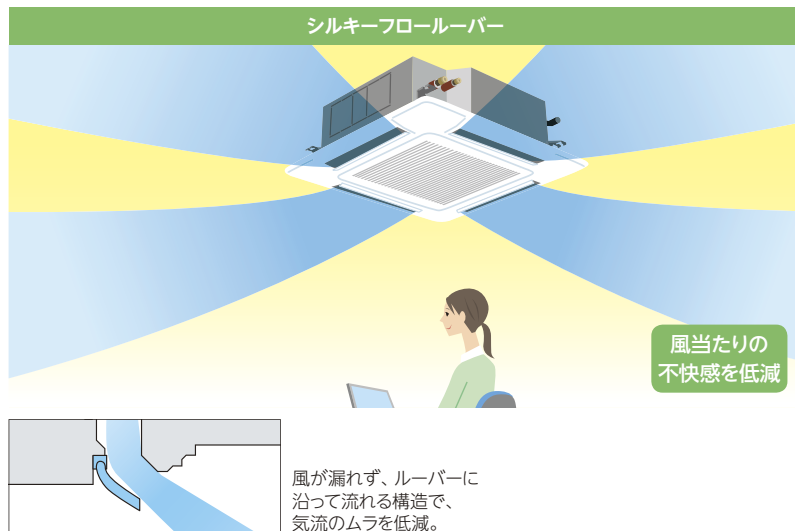 シルキーフロールーバー
風当たりの
不快感を低減
風が漏れず、ルーバーに
沿って流れる構造で、
気流のムラを低減。